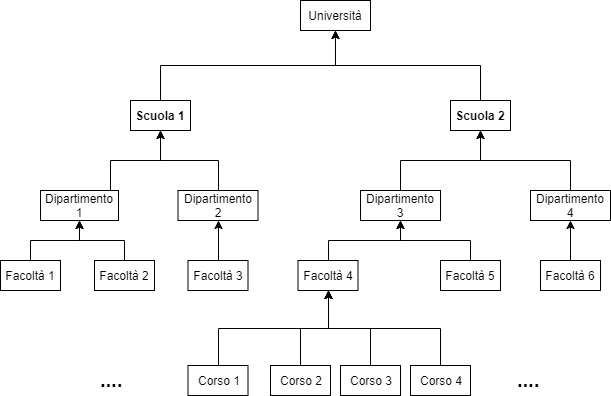 Università
Scuola 1
Scuola 2
Dipartimento
1
Dipartimento
2
Dipartimento
3
Dipartimento
4
Facoltà 1
Facoltà 2
Facoltà 3
Facoltà 4
Facoltà 5
Facoltà 6
....
Corso 1
Corso 2
Corso 3
Corso 4
....